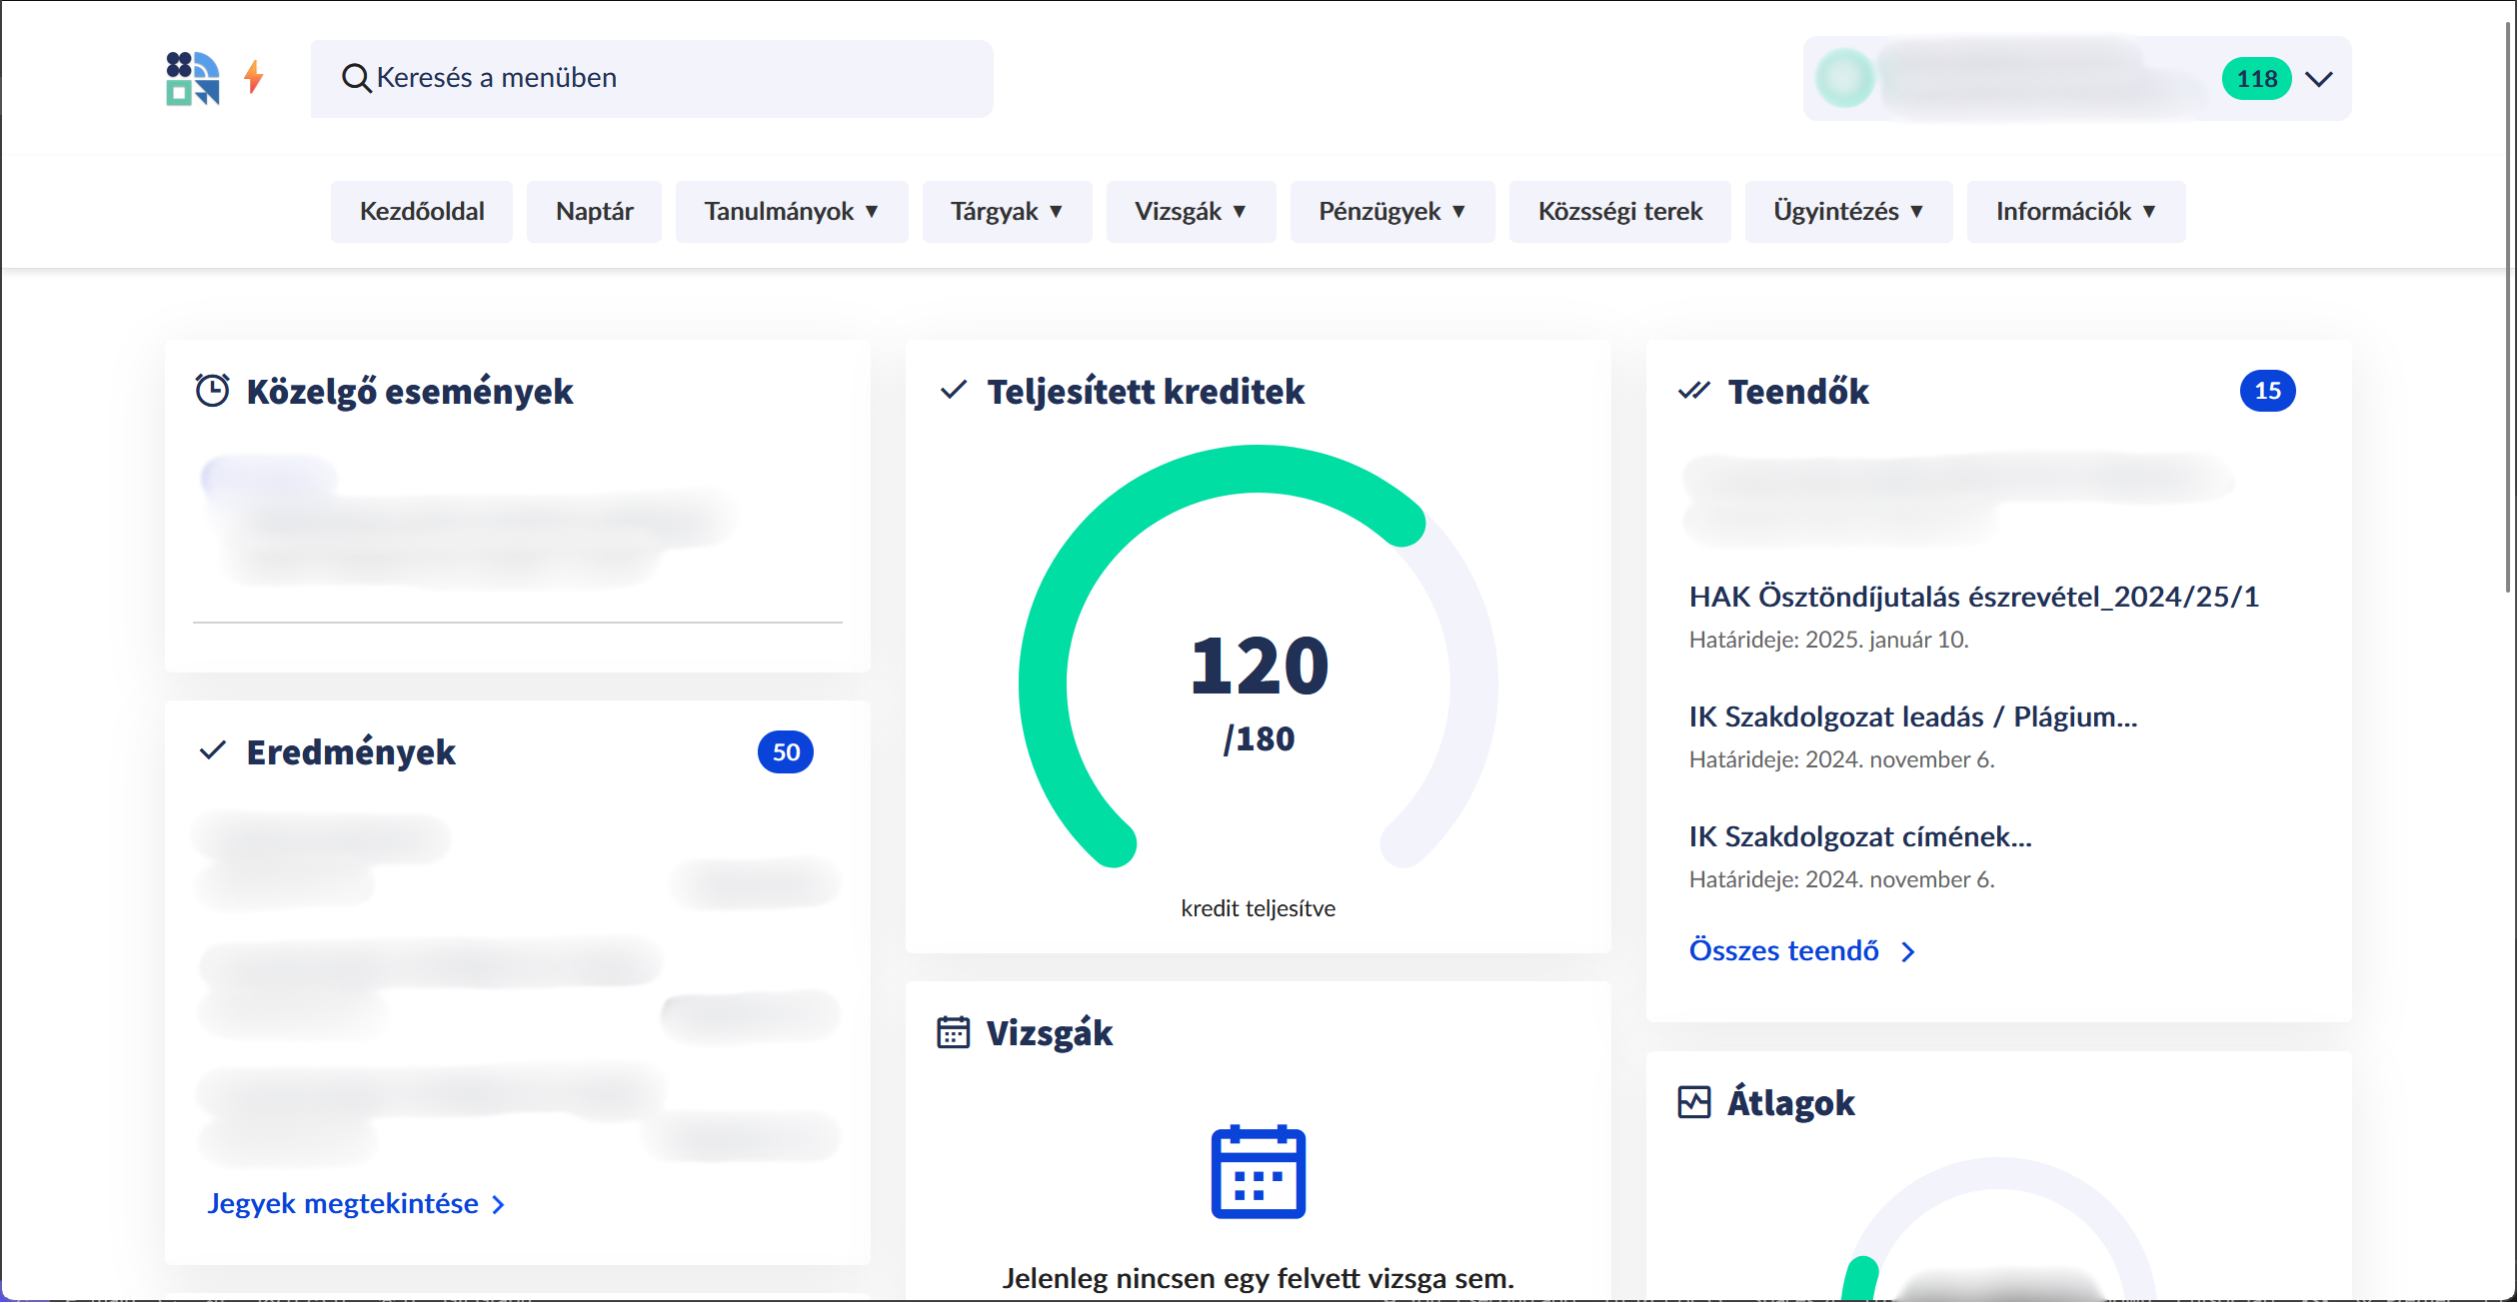 Keresés a menüben
118
Kezdőoldal
Naptár
Tanulmányok ▼
Tárgyak ▼
Vizsgák ▼
Pénzügyek ▼
Közsségi terek
Ügyintézés ▼
Információk ▼
Közelgő események
Eredmények
50
Jegyek megtekintése
Teljesített kreditek
120
/180
kredit teljesítve
Vizsgák
Jelenleg nincsen egy felvett vizsga sem.
Teendők
15
HAK Ösztöndíjutalás észrevétel_2024/25/1
Határideje: 2025. január 10.
IK Szakdolgozat leadás / Plágium...
Határideje: 2024. november 6.
IK Szakdolgozat címének...
Határideje: 2024. november 6.
Összes teendő
Átlagok